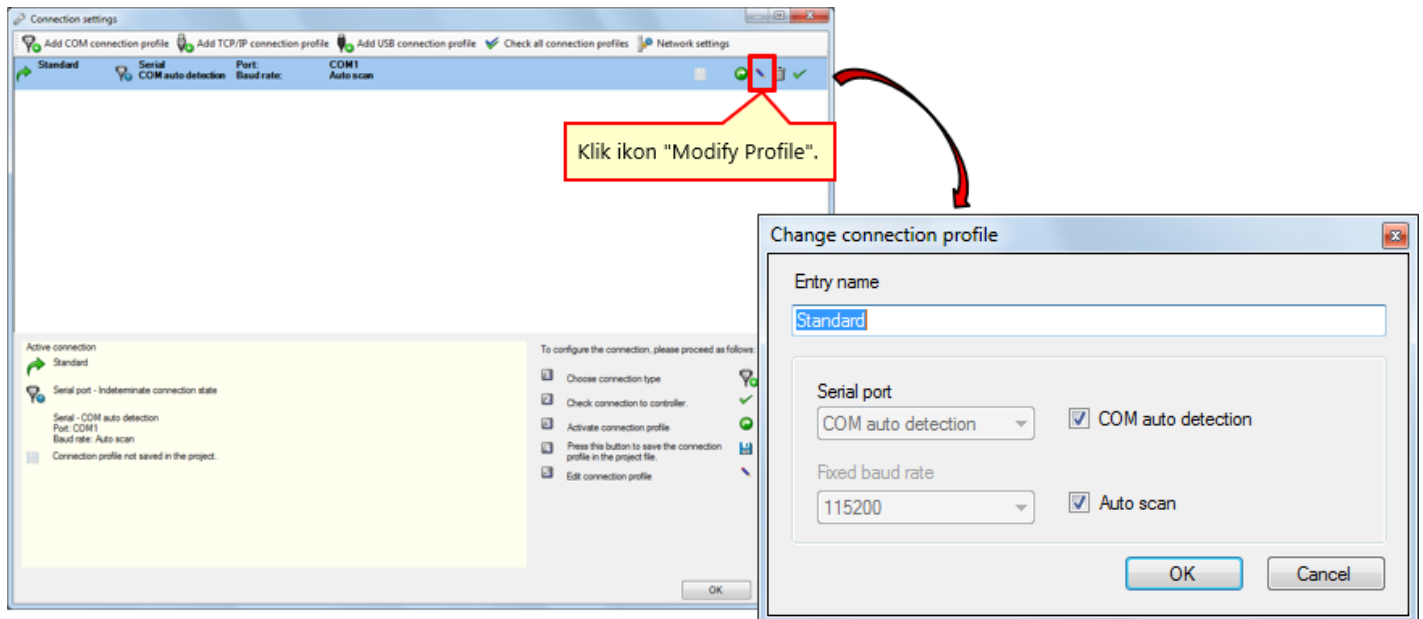 Connection settings
Add COM connection profile Add TCP/IP connection profile Add USB connection profile Check all connection profiles Network settings
Standard Serial Port: COM1
COM auto detection Baud rate: Auto scan
Klik ikon "Modify Profile".
Active connection
Standard
Serial port - Indeterminate connection state
Serial - COM auto detection
Port: COM1
Baud rate: Auto scan
Connection profile not saved in the project.
To configure the connection, please proceed as follows:
Choose connection type
Check connection to controller.
Activate connection profile
Press this button to save the connection
profile in the project file.
Edit connection profile
OK
Change connection profile
Entry name
Standard
Serial port
COM auto detection COM auto detection
Fixed baud rate
115200 Auto scan
OK Cancel